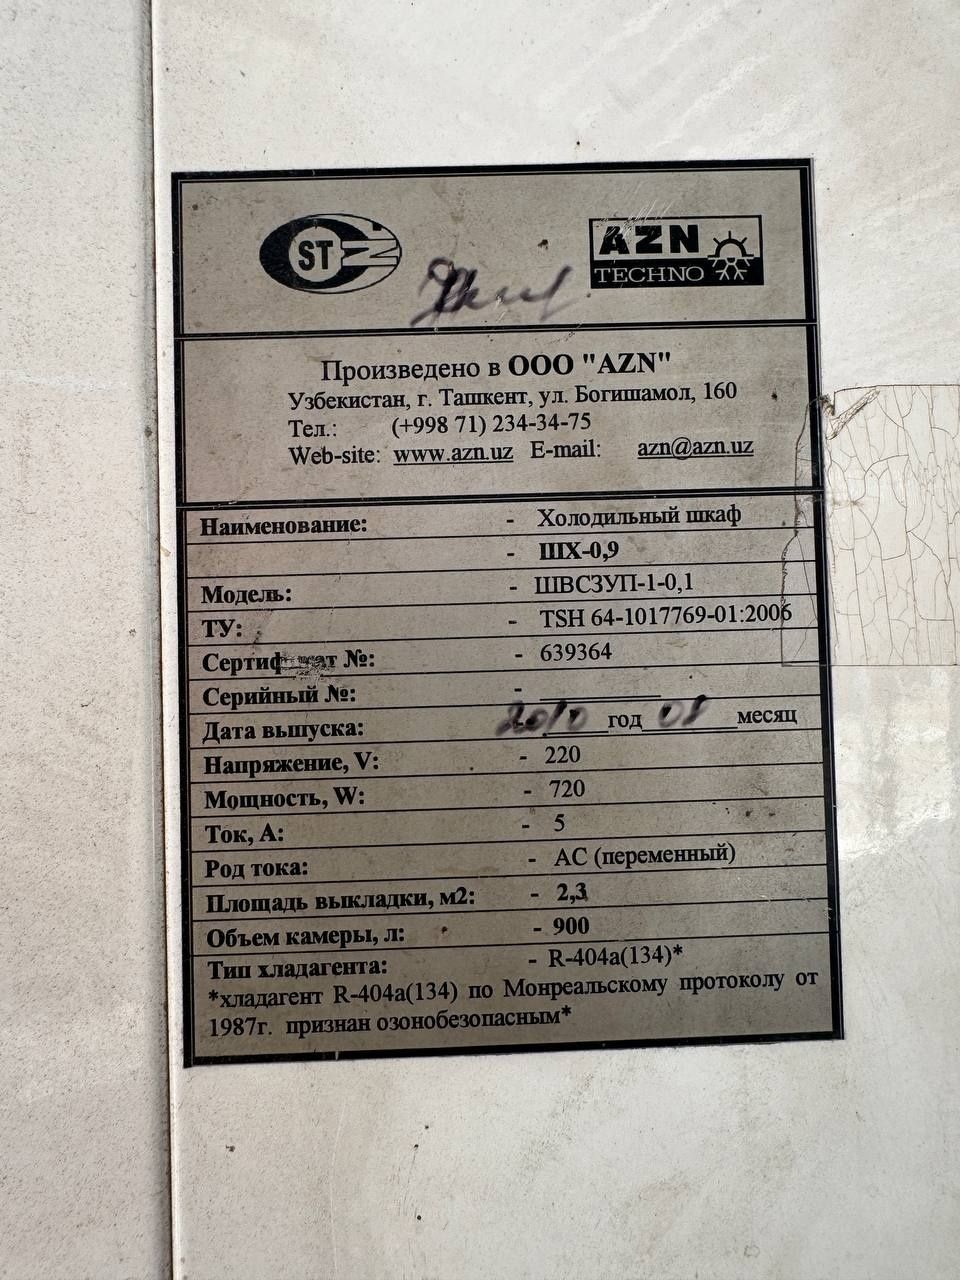 ST
AZN
TECHNO
Произведено в ООО "AZN"
Узбекистан, г. Ташкент, ул. Богишамол, 160
Тел.: (+998 71) 234-34-75
Web-site: www.azn.uz E-mail: azn@azn.uz
Наименование: - Холодильный шкаф
- ШХ-0,9
Модель: - ШВСЗУП-1-0,1
ТУ: - TSH 64-1017769-01:2006
Сертификат №: - 639364
Серийный №: -
Дата выпуска: 2010 год 08 месяц
Напряжение, V: - 220
Мощность, W: - 720
Ток, А: - 5
Род тока: - АС (переменный)
Площадь выкладки, м2: - 2,3
Объем камеры, л: - 900
Тип хладагента: - R-404a(134)*
*хладагент R-404a(134) по Монреальскому протоколу от
1987г. признан озонобезопасным*